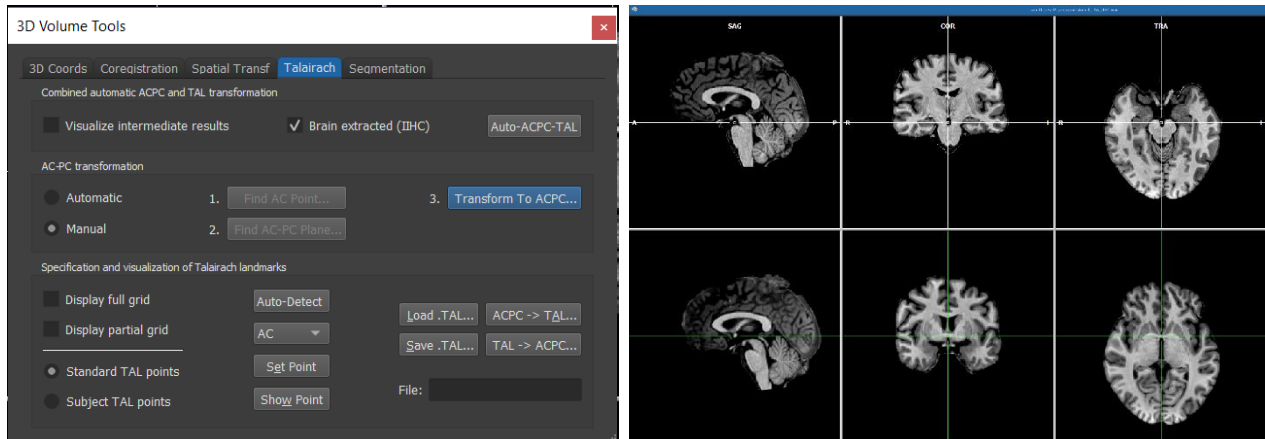 3D Volume Tools
3D Coords Coregistration Spatial Transf Talairach Segmentation
Combined automatic ACPC and TAL transformation
Visualize intermediate results Brain extracted (IIHC) Auto-ACPC-TAL
AC-PC transformation
Automatic 1. Find AC Point... 3. Transform To ACPC...
Manual 2. Find AC-PC Plane...
Specification and visualization of Talairach landmarks
Display full grid Auto-Detect
Load .TAL... ACPC -> TAL...
Display partial grid AC
Save .TAL... TAL -> ACPC...
Standard TAL points Set Point
Subject TAL points Show Point File:
SAG COR TRA
A P R R